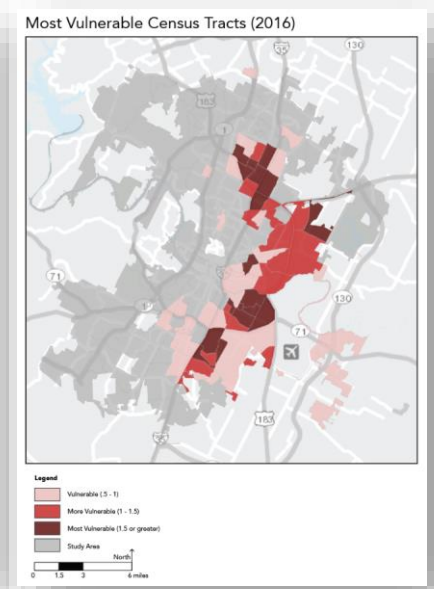 Most Vulnerable Census Tracts (2016)
35
130
183
1
71
1
130
71
183
35
Legend
Vulnerable (.5 - 1)
More Vulnerable (1 - 1.5)
Most Vulnerable (1.5 or greater)
Study Area
North
0 1.5 3 6 miles